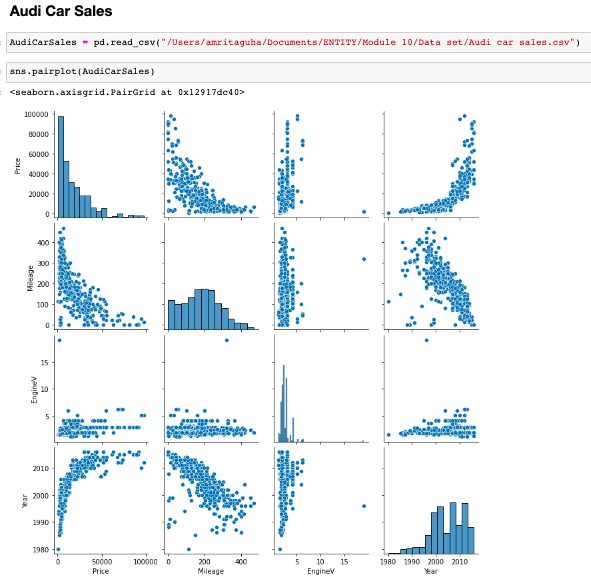 Audi Car Sales
AudiCarSales = pd.read_csv("/Users/amritaguha/Documents/ENTITY/Module 10/Data set/Audi car sales.csv")
sns.pairplot(AudiCarSales)
<seaborn.axisgrid.PairGrid at 0x12917dc40>
100000
80000
60000
40000
20000
0
Price
400
300
200
100
0
Mileage
15
10
5
EngineV
2010
2000
1990
1980
Year
0 50000 100000
Price
0 200 400
Mileage
5 10 15
EngineV
1980 1990 2000 2010
Year